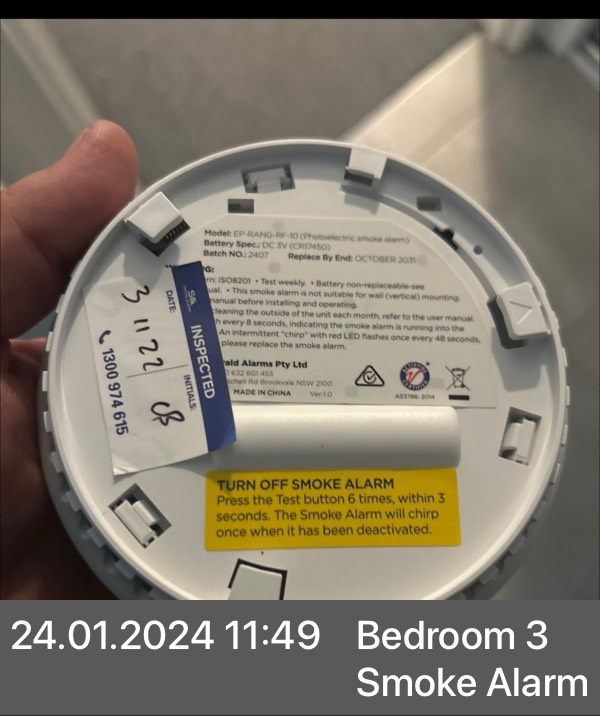 Model: EP-RANG-RF-10 (Photoelectric smoke alarm)
Battery Spec.: DC 3V (CR17450)
Batch NO.: 2407 Replace By End: OCTOBER 2031
G:
rn: ISO8201 • Test weekly. • Battery non-replaceable-see
ual. • This smoke alarm is not suitable for wall (vertical) mounting.
anual before installing and operating.
leaning the outside of the unit each month, refer to the user manual.
h every 8 seconds, indicating the smoke alarm is running into the
An intermittent "chirp" with red LED flashes once every 48 seconds,
please replace the smoke alarm.
rald Alarms Pty Ltd
632 601 453
chell Rd Brookvale NSW 2100
MADE IN CHINA Ver:1.0
AS3786: 2014
INSPECTED
DATE: INITIALS:
3 11 22 CB
1300 974 615
TURN OFF SMOKE ALARM
Press the Test button 6 times, within 3
seconds. The Smoke Alarm will chirp
once when it has been deactivated.
24.01.2024 11:49 Bedroom 3
Smoke Alarm